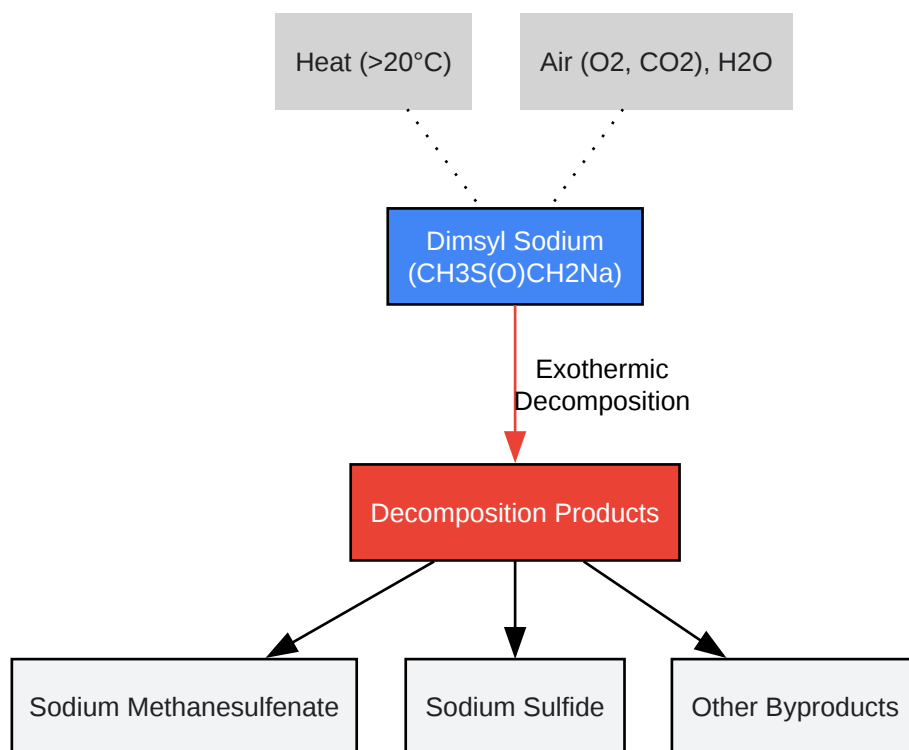 Heat (>20°C)
Air (O2, CO2), H2O
Dimsyl Sodium
(CH3S(O)CH2Na)
Exothermic
Decomposition
Decomposition Products
Sodium Methanesulfenate
Sodium Sulfide
Other Byproducts